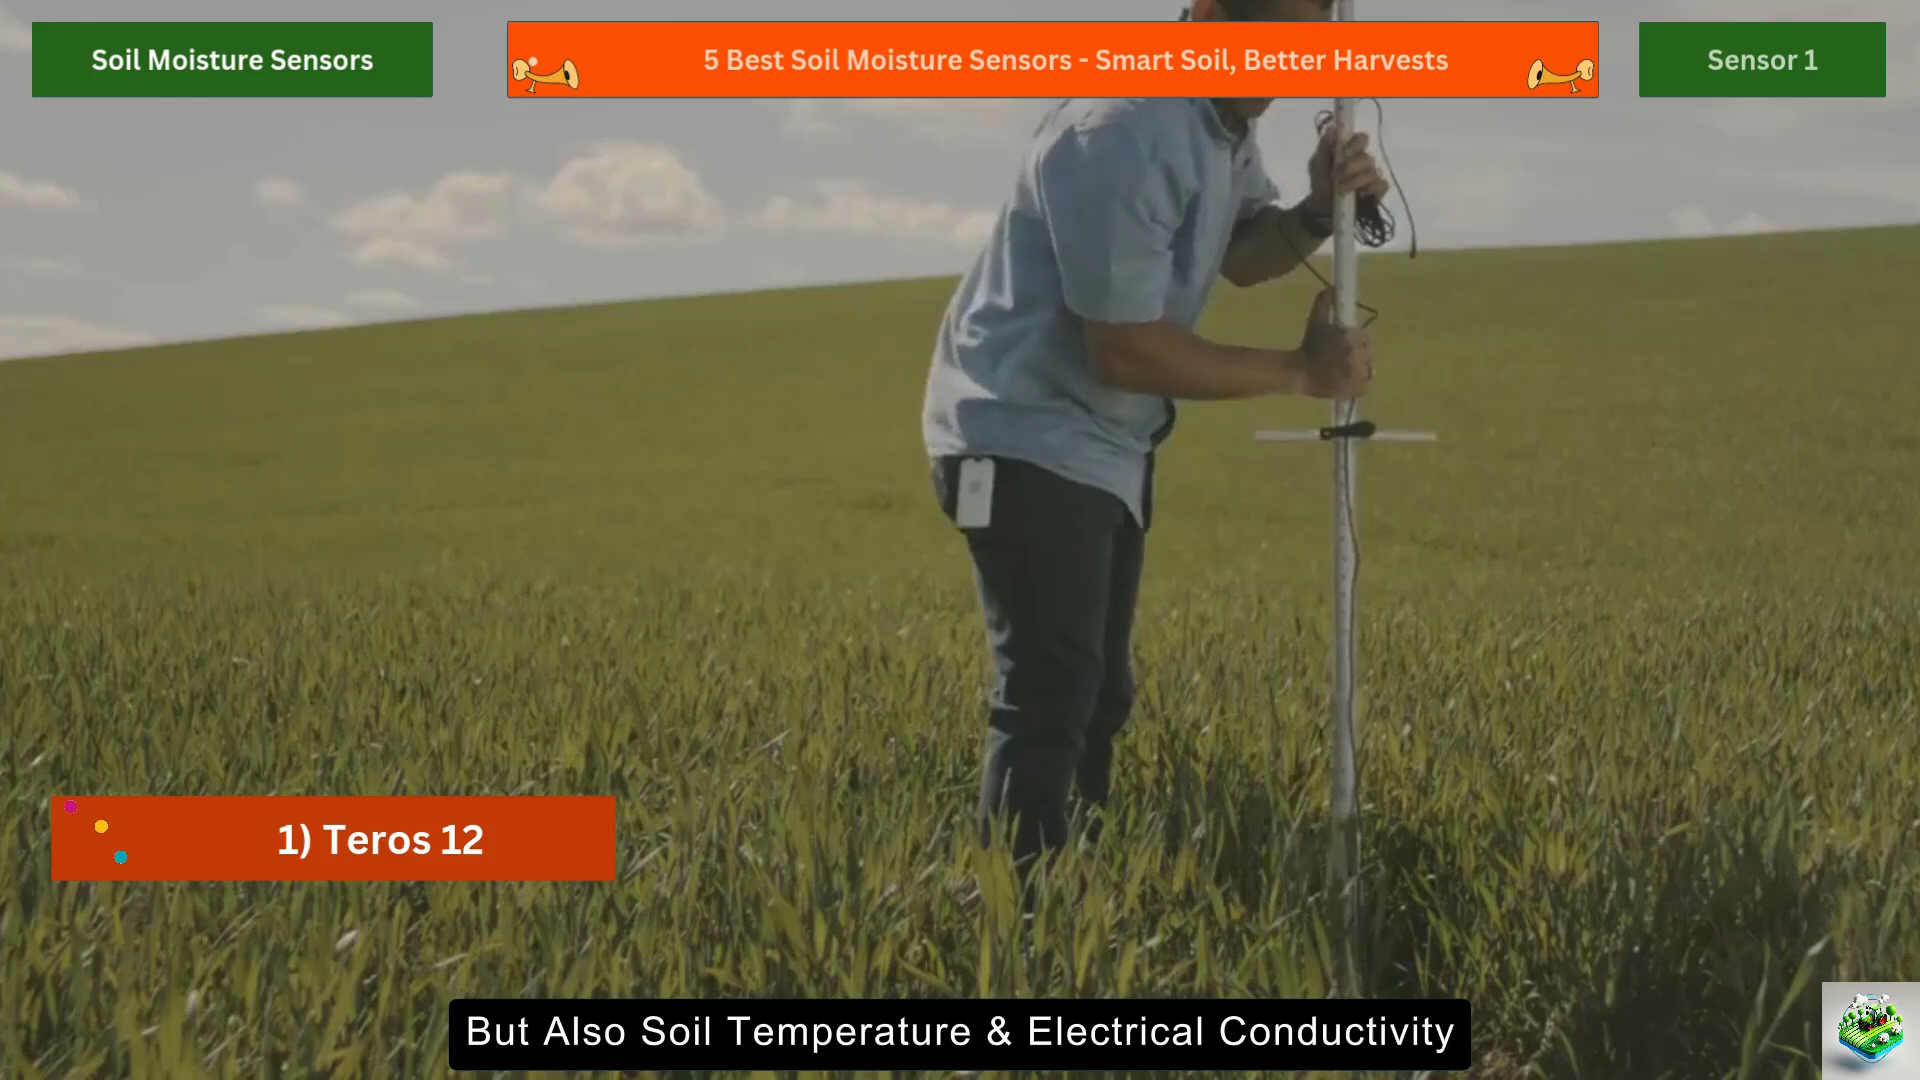 Soil Moisture Sensors
5 Best Soil Moisture Sensors - Smart Soil, Better Harvests
Sensor 1
1) Teros 12
But Also Soil Temperature & Electrical Conductivity